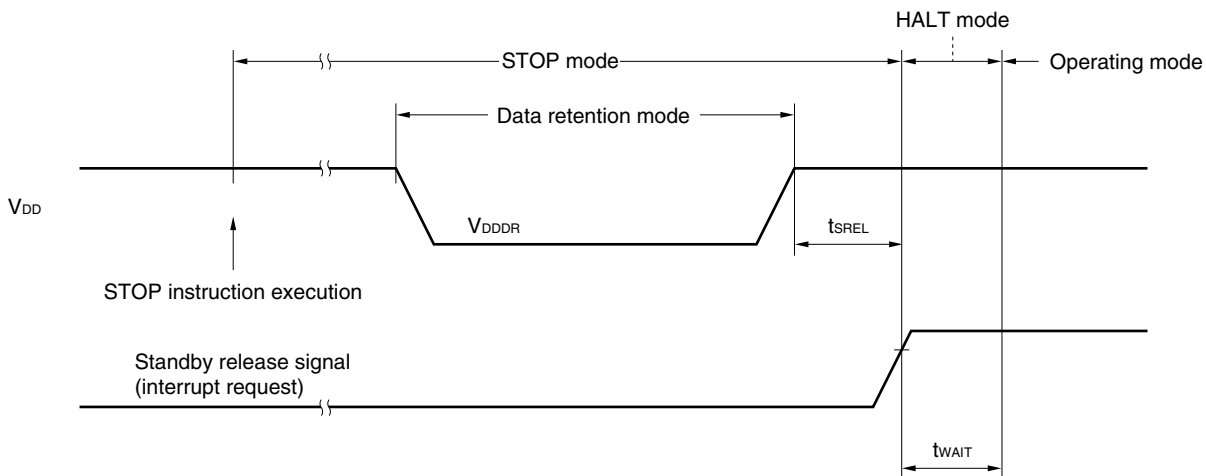 HALT mode
STOP mode
Operating mode
Data retention mode
VDD
VDDDR
tSREL
STOP instruction execution
Standby release signal
(interrupt request)
tWAIT